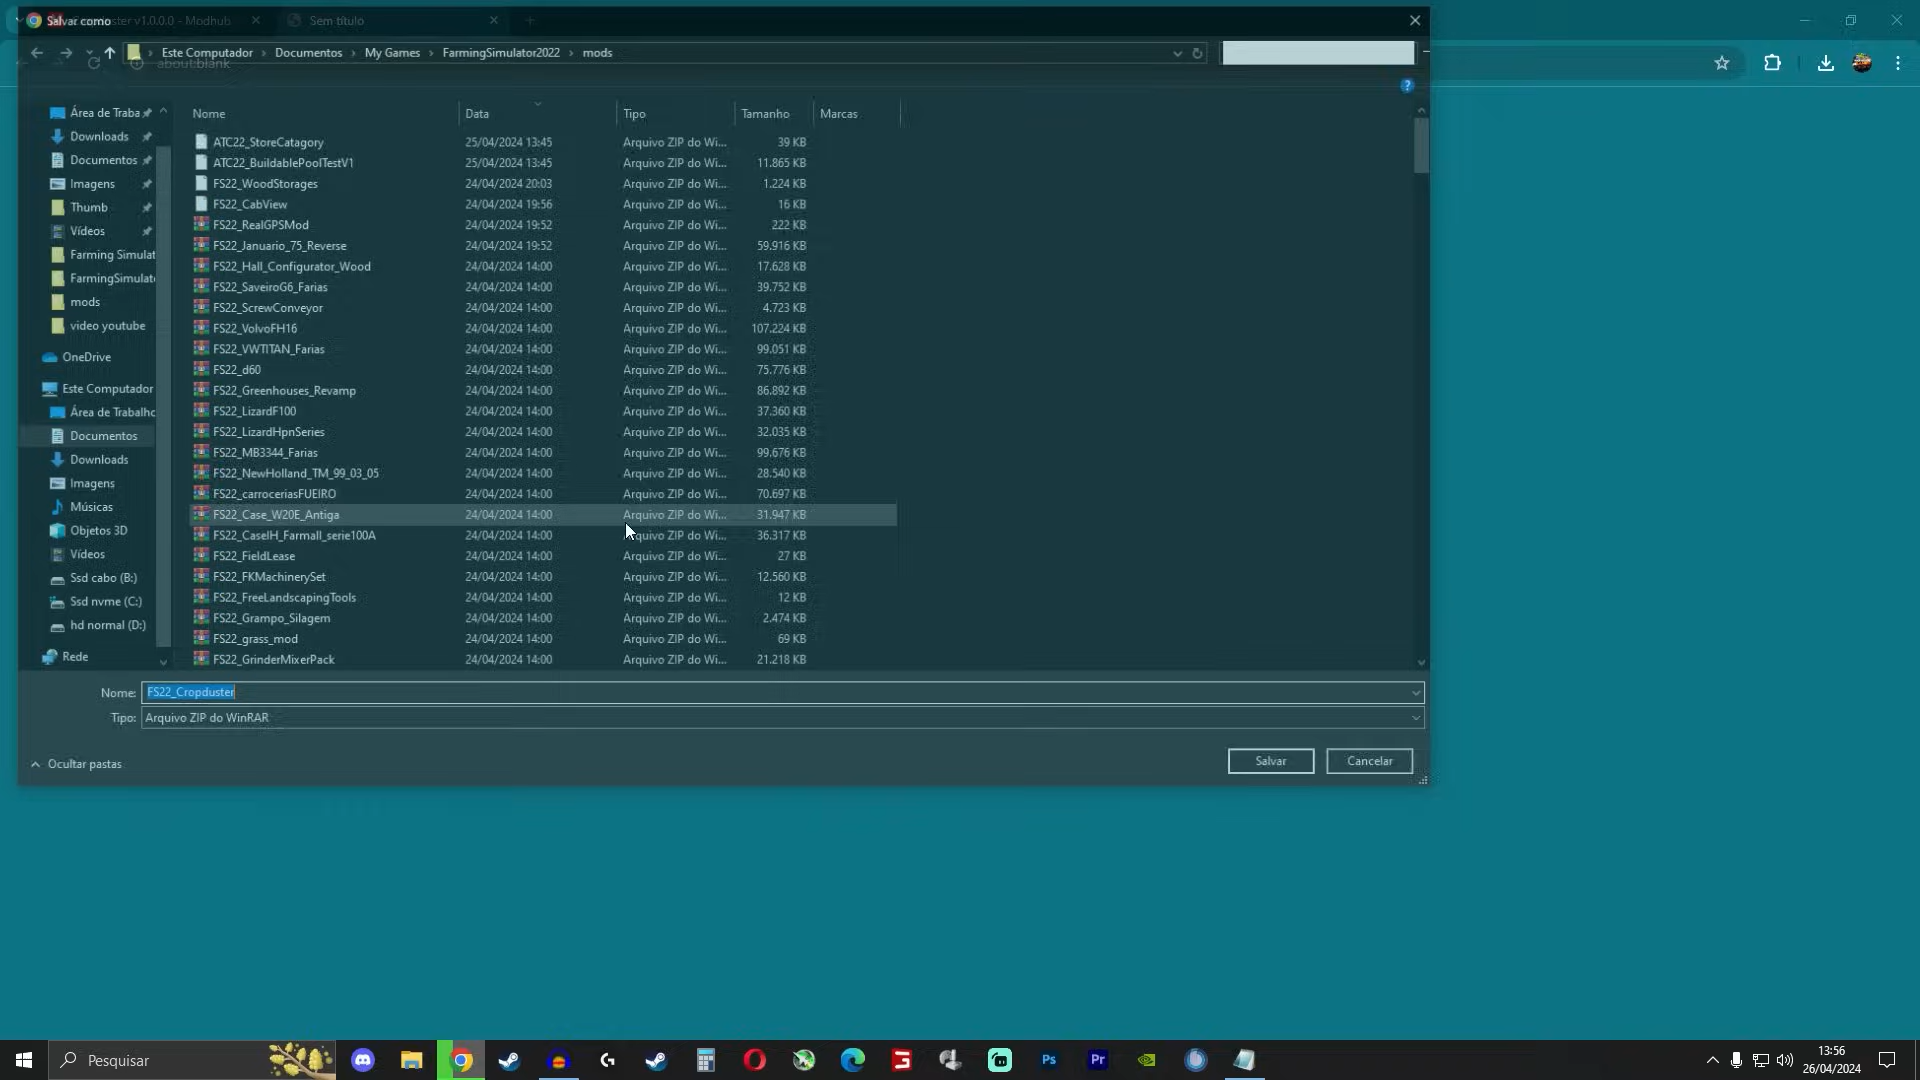 Salvar como
Cropduster v1.0.0.0 - Modhub
Sem título
about:blank
Este Computador
Documentos
My Games
FarmingSimulator2022
mods
Nome
Data
Tipo
Tamanho
Marcas
Área de Traba
Downloads
Documentos
Imagens
Thumb
Vídeos
Farming Simulat
FarmingSimulat
mods
video youtube
OneDrive
Este Computador
Área de Trabalho
Documentos
Downloads
Imagens
Músicas
Objetos 3D
Vídeos
Ssd cabo (B:)
Ssd nvme (C:)
hd normal (D:)
Rede
ATC22_StoreCatagory 25/04/2024 13:45 Arquivo ZIP do Wi... 39 KB
ATC22_BuildablePoolTestV1 25/04/2024 13:45 Arquivo ZIP do Wi... 11.865 KB
FS22_WoodStorages 24/04/2024 20:03 Arquivo ZIP do Wi... 1.224 KB
FS22_CabView 24/04/2024 19:56 Arquivo ZIP do Wi... 16 KB
FS22_RealGPSMod 24/04/2024 19:52 Arquivo ZIP do Wi... 222 KB
FS22_Januario_75_Reverse 24/04/2024 19:52 Arquivo ZIP do Wi... 59.916 KB
FS22_Hall_Configurator_Wood 24/04/2024 14:00 Arquivo ZIP do Wi... 17.628 KB
FS22_SaveiroG6_Farias 24/04/2024 14:00 Arquivo ZIP do Wi... 39.752 KB
FS22_ScrewConveyor 24/04/2024 14:00 Arquivo ZIP do Wi... 4.723 KB
FS22_VolvoFH16 24/04/2024 14:00 Arquivo ZIP do Wi... 107.224 KB
FS22_VWTITAN_Farias 24/04/2024 14:00 Arquivo ZIP do Wi... 99.051 KB
FS22_d60 24/04/2024 14:00 Arquivo ZIP do Wi... 75.776 KB
FS22_Greenhouses_Revamp 24/04/2024 14:00 Arquivo ZIP do Wi... 86.892 KB
FS22_LizardF100 24/04/2024 14:00 Arquivo ZIP do Wi... 37.360 KB
FS22_LizardHpnSeries 24/04/2024 14:00 Arquivo ZIP do Wi... 32.035 KB
FS22_MB3344_Farias 24/04/2024 14:00 Arquivo ZIP do Wi... 99.676 KB
FS22_NewHolland_TM_99_03_05 24/04/2024 14:00 Arquivo ZIP do Wi... 28.540 KB
FS22_carroceriasFUEIRO 24/04/2024 14:00 Arquivo ZIP do Wi... 70.697 KB
FS22_Case_W20E_Antiga 24/04/2024 14:00 Arquivo ZIP do Wi... 31.947 KB
FS22_CaseIH_Farmall_serie100A 24/04/2024 14:00 Arquivo ZIP do Wi... 36.317 KB
FS22_FieldLease 24/04/2024 14:00 Arquivo ZIP do Wi... 27 KB
FS22_FKMachinerySet 24/04/2024 14:00 Arquivo ZIP do Wi... 12.560 KB
FS22_FreeLandscapingTools 24/04/2024 14:00 Arquivo ZIP do Wi... 12 KB
FS22_Grampo_Silagem 24/04/2024 14:00 Arquivo ZIP do Wi... 2.474 KB
FS22_grass_mod 24/04/2024 14:00 Arquivo ZIP do Wi... 69 KB
FS22_GrinderMixerPack 24/04/2024 14:00 Arquivo ZIP do Wi... 21.218 KB
Nome: FS22_Cropduster
Tipo: Arquivo ZIP do WinRAR
Ocultar pastas
Salvar
Cancelar
Pesquisar
Ps
Pr
13:56
26/04/2024